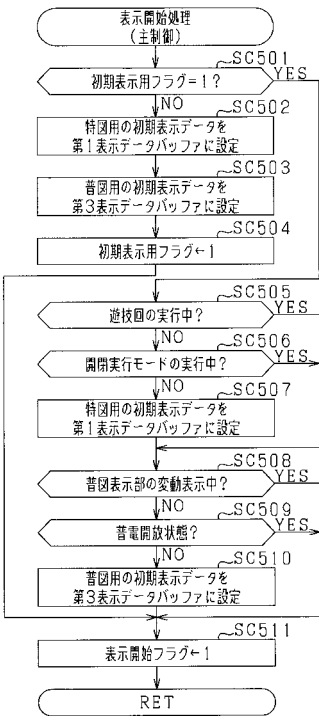 表示開始処理
(主制御)
SC501
初期表示用フラグ=1?
YES
NO
SC502
特図用の初期表示データを
第1表示データバッファに設定
SC503
普図用の初期表示データを
第3表示データバッファに設定
SC504
初期表示用フラグ←1
SC505
遊技回の実行中?
YES
NO
SC506
開閉実行モードの実行中?
YES
NO
SC507
特図用の初期表示データを
第1表示データバッファに設定
SC508
普図表示部の変動表示中?
YES
NO
SC509
普電開放状態?
YES
NO
SC510
普図用の初期表示データを
第3表示データバッファに設定
SC511
表示開始フラグ←1
RET